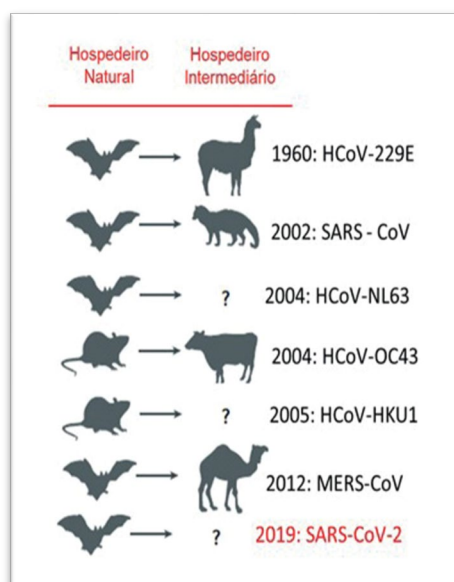 Hospedeiro Natural
Hospedeiro Intermediário
1960: HCoV-229E
2002: SARS - CoV
? 2004: HCoV-NL63
2004: HCoV-OC43
? 2005: HCoV-HKU1
2012: MERS-CoV
? 2019: SARS-CoV-2